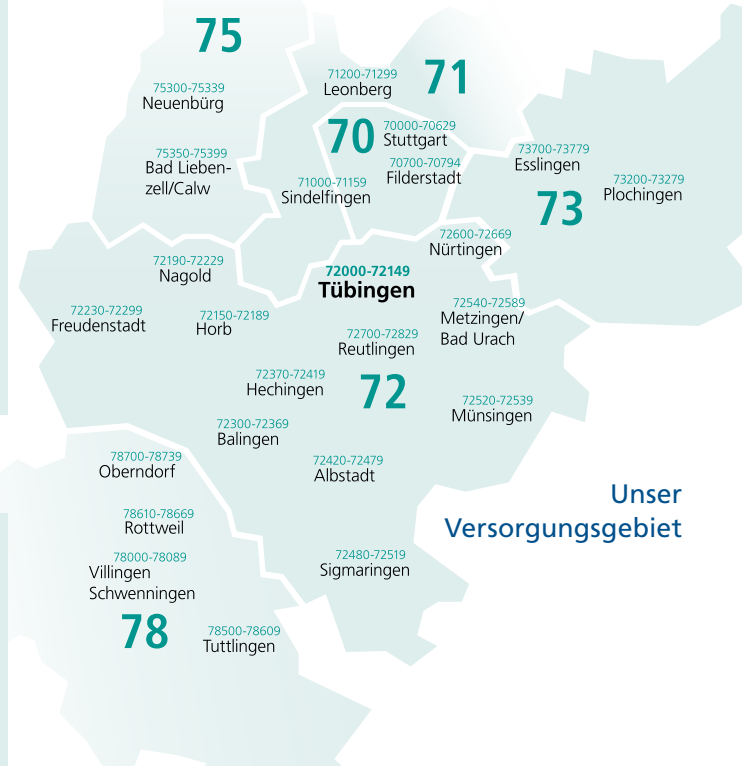 75
75300-75339
Neuenbürg
75350-75399
Bad Lieben-
zell/Calw
71200-71299
Leonberg
71
70
70000-70629
Stuttgart
70700-70794
Filderstadt
71000-71159
Sindelfingen
73700-73779
Esslingen
73200-73279
Plochingen
73
72600-72669
Nürtingen
72190-72229
Nagold
72000-72149
Tübingen
72230-72299
Freudenstadt
72150-72189
Horb
72540-72589
Metzingen/
Bad Urach
72700-72829
Reutlingen
72370-72419
Hechingen
72
72520-72539
Münsingen
72300-72369
Balingen
72420-72479
Albstadt
78700-78739
Oberndorf
Unser
Versorgungsgebiet
78610-78669
Rottweil
78000-78089
Villingen
Schwenningen
72480-72519
Sigmaringen
78
78500-78609
Tuttlingen